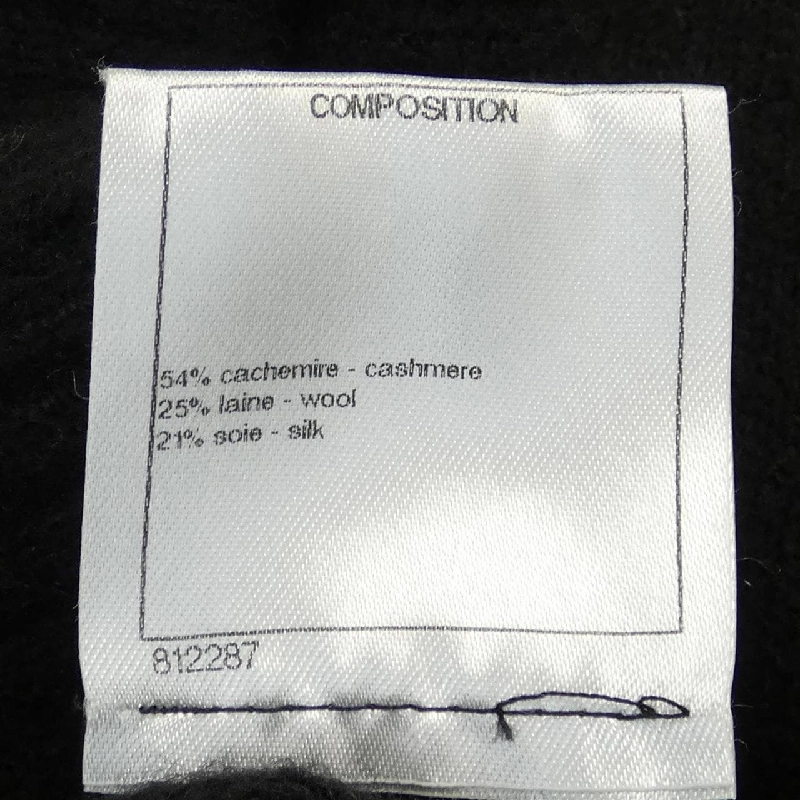 COMPOSITION
54% cachemire - cashmere
25% laine - wool
21% soie - silk
812287